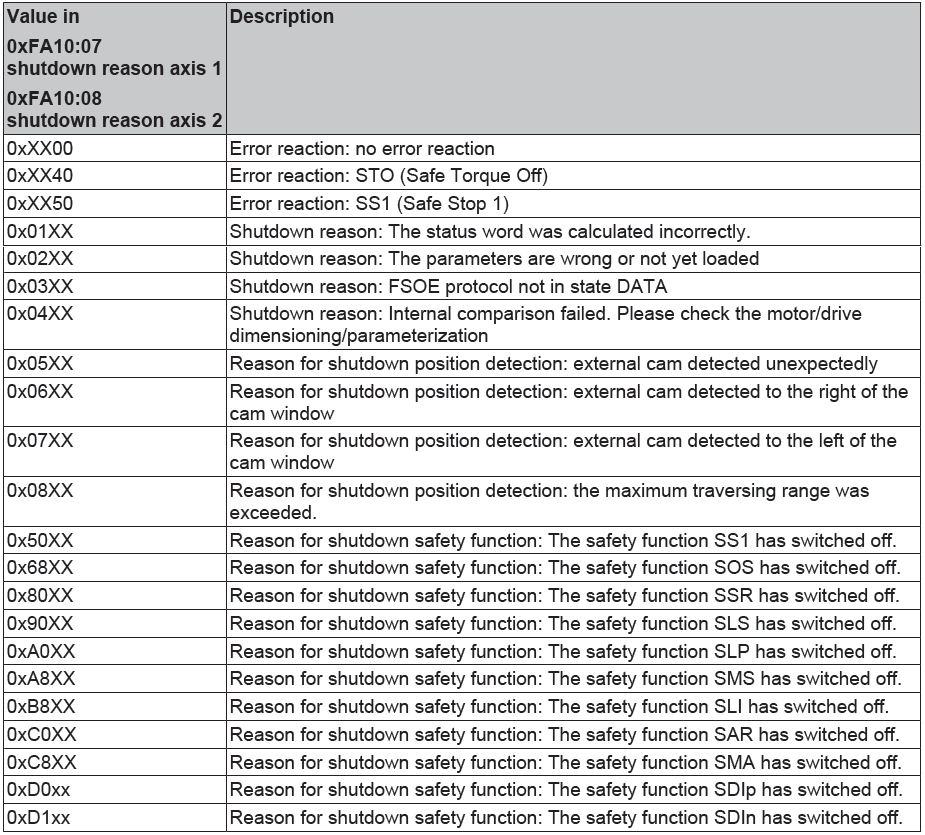 Value in Description
0xFA10:07
shutdown reason axis 1
0xFA10:08
shutdown reason axis 2
0xXX00 Error reaction: no error reaction
0xXX40 Error reaction: STO (Safe Torque Off)
0xXX50 Error reaction: SS1 (Safe Stop 1)
0x01XX Shutdown reason: The status word was calculated incorrectly.
0x02XX Shutdown reason: The parameters are wrong or not yet loaded
0x03XX Shutdown reason: FSOE protocol not in state DATA
0x04XX Shutdown reason: Internal comparison failed. Please check the motor/drive
dimensioning/parameterization
0x05XX Reason for shutdown position detection: external cam detected unexpectedly
0x06XX Reason for shutdown position detection: external cam detected to the right of the
cam window
0x07XX Reason for shutdown position detection: external cam detected to the left of the
cam window
0x08XX Reason for shutdown position detection: the maximum traversing range was
exceeded.
0x50XX Reason for shutdown safety function: The safety function SS1 has switched off.
0x68XX Reason for shutdown safety function: The safety function SOS has switched off.
0x80XX Reason for shutdown safety function: The safety function SSR has switched off.
0x90XX Reason for shutdown safety function: The safety function SLS has switched off.
0xA0XX Reason for shutdown safety function: The safety function SLP has switched off.
0xA8XX Reason for shutdown safety function: The safety function SMS has switched off.
0xB8XX Reason for shutdown safety function: The safety function SLI has switched off.
0xC0XX Reason for shutdown safety function: The safety function SAR has switched off.
0xC8XX Reason for shutdown safety function: The safety function SMA has switched off.
0xD0xx Reason for shutdown safety function: The safety function SDIp has switched off.
0xD1xx Reason for shutdown safety function: The safety function SDIn has switched off.